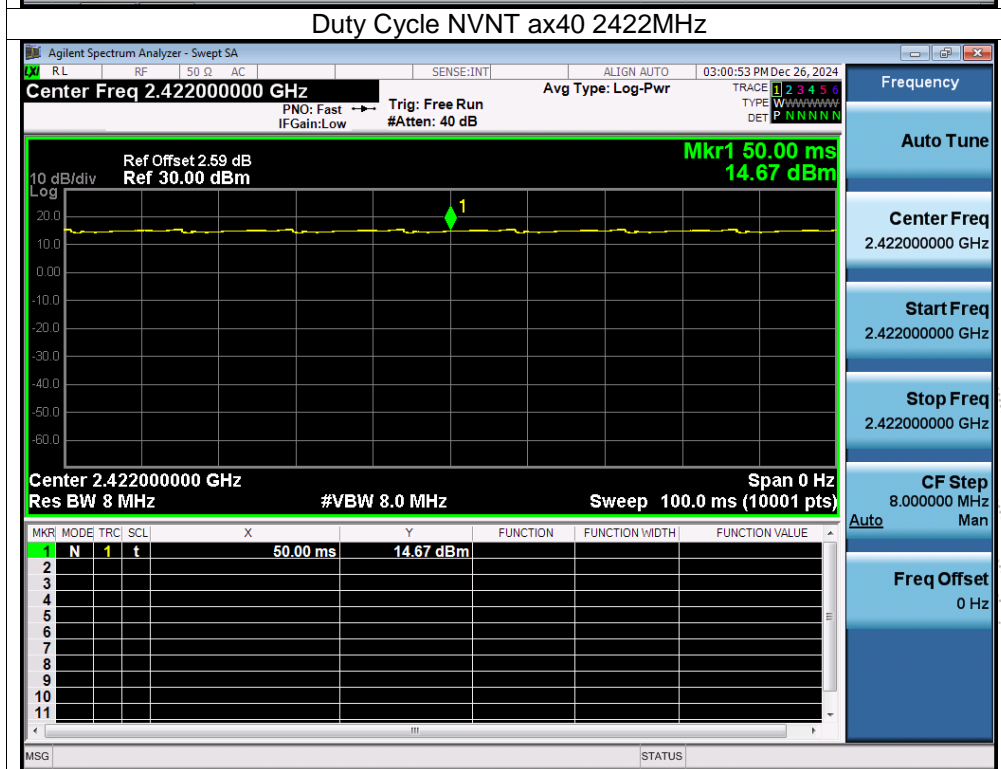 Duty Cycle NVNT ax40 2422MHz
Agilent Spectrum Analyzer - Swept SA
LXI RL RF 50 Ω AC SENSE:INT ALIGN AUTO 03:00:53 PM Dec 26, 2024
Center Freq 2.422000000 GHz
PNO: Fast
IFGain:Low
Trig: Free Run
#Atten: 40 dB
Avg Type: Log-Pwr
TRACE 1 2 3 4 5 6
TYPE WWWWWW
DET P N N N N N
Frequency
Auto Tune
Center Freq
2.422000000 GHz
Start Freq
2.422000000 GHz
Stop Freq
2.422000000 GHz
CF Step
8.000000 MHz
Auto Man
Freq Offset
0 Hz
Mkr1 50.00 ms
14.67 dBm
Ref Offset 2.59 dB
10 dB/div Ref 30.00 dBm
Log
1
20.0
10.0
0.00
-10.0
-20.0
-30.0
-40.0
-50.0
-60.0
Center 2.422000000 GHz Span 0 Hz
Res BW 8 MHz #VBW 8.0 MHz Sweep 100.0 ms (10001 pts)
MKR MODE TRC SCL X Y FUNCTION FUNCTION WIDTH FUNCTION VALUE
1 N 1 t 50.00 ms 14.67 dBm
2
3
4
5
6
7
8
9
10
11
MSG STATUS